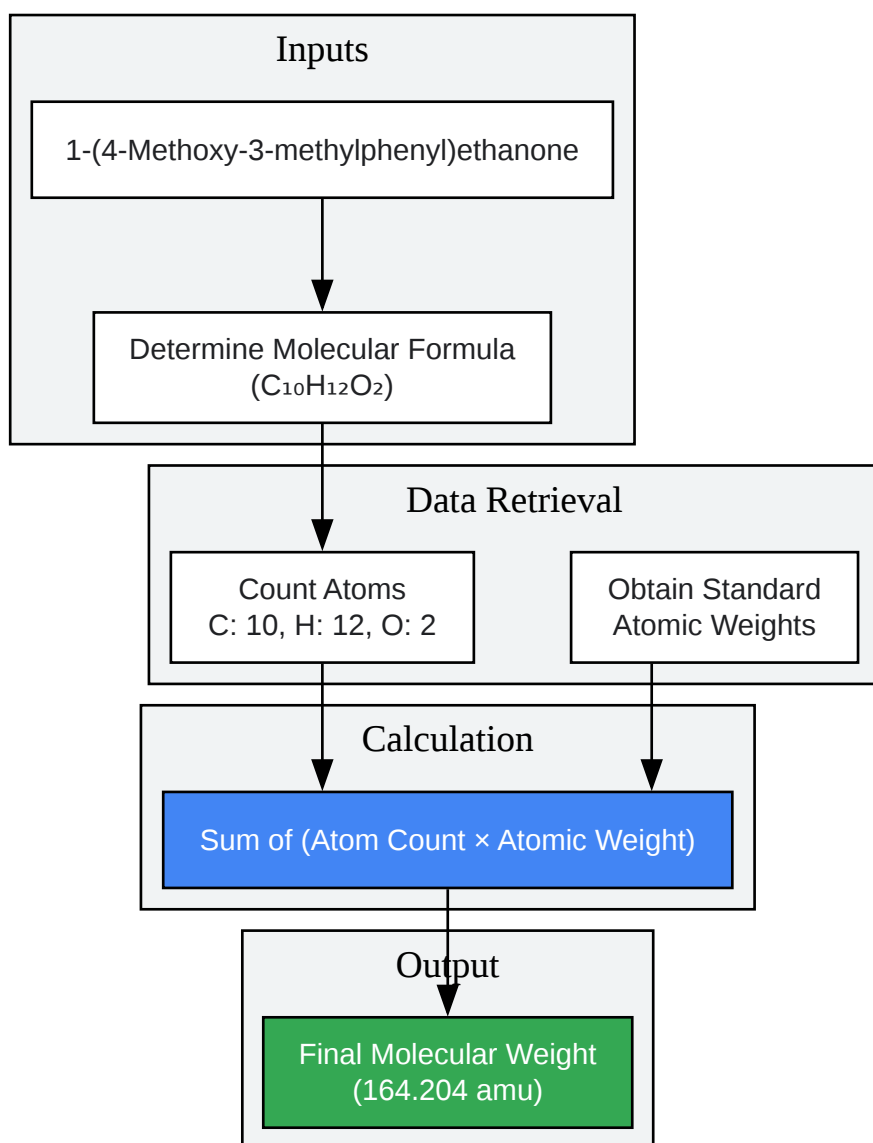 Inputs
1-(4-Methoxy-3-methylphenyl)ethanone
Determine Molecular Formula
(C₁₀H₁₂O₂)
Data Retrieval
Count Atoms
C: 10, H: 12, O: 2
Obtain Standard
Atomic Weights
Calculation
Sum of (Atom Count × Atomic Weight)
Output
Final Molecular Weight
(164.204 amu)